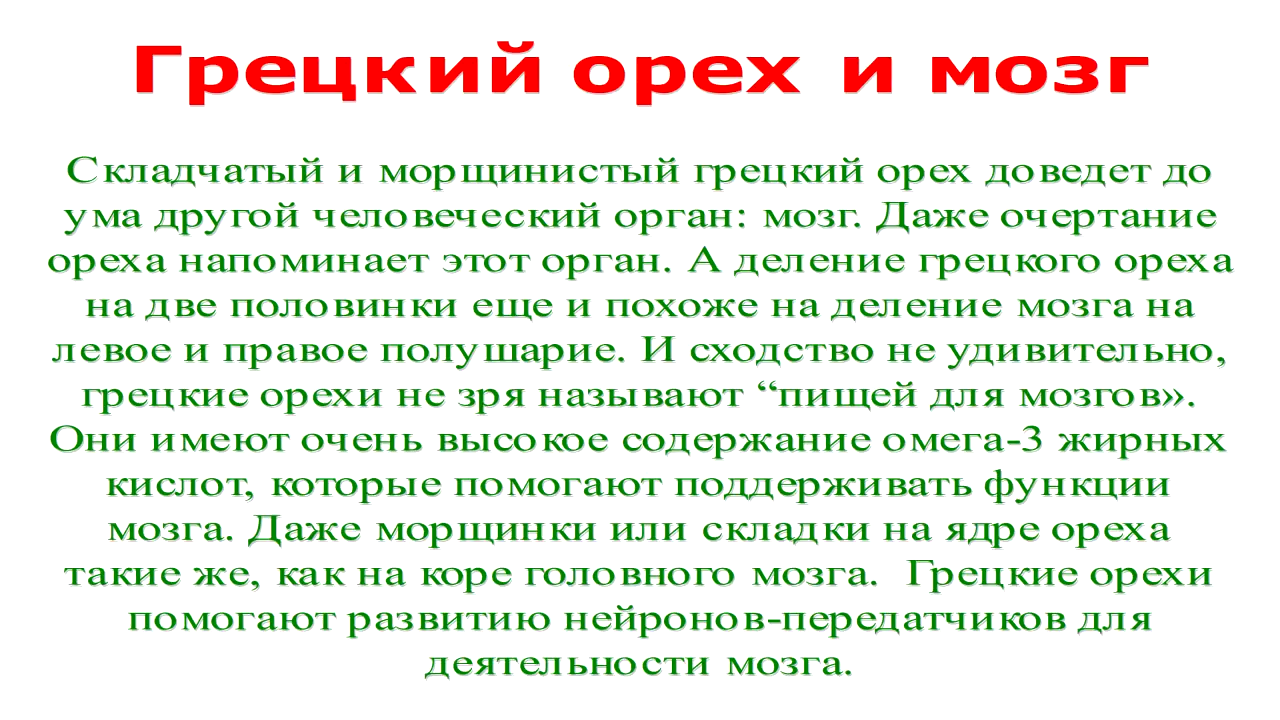 Грецкий орех и мозг
Складчатый и морщинистый грецкий орех доведет до
ума другой человеческий орган: мозг. Даже очертание
ореха напоминает этот орган. А деление грецкого ореха
на две половинки еще и похоже на деление мозга на
левое и правое полушарие. И сходство не удивительно,
грецкие орехи не зря называют “пищей для мозгов».
Они имеют очень высокое содержание омега-3 жирных
кислот, которые помогают поддерживать функции
мозга. Даже морщинки или складки на ядре ореха
такие же, как на коре головного мозга.  Грецкие орехи
помогают развитию нейронов-передатчиков для
деятельности мозга.